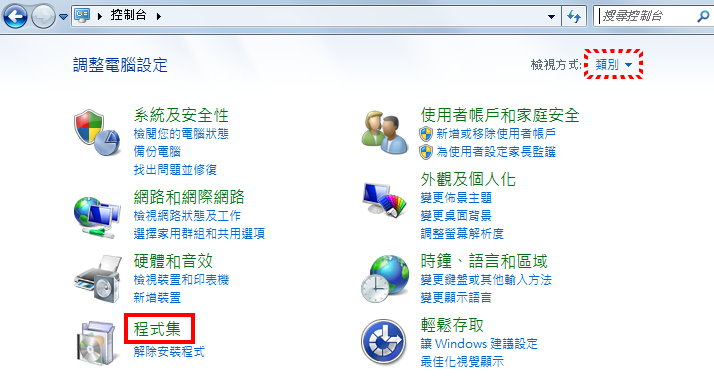 控制台
搜尋控制台
調整電腦設定
檢視方式: 類別
系統及安全性
檢閱您的電腦狀態
備份電腦
找出問題並修復
網路和網際網路
檢視網路狀態及工作
選擇家用群組和共用選項
硬體和音效
檢視裝置和印表機
新增裝置
程式集
解除安裝程式
使用者帳戶和家庭安全
新增或移除使用者帳戶
為使用者設定家長監護
外觀及個人化
變更佈景主題
變更桌面背景
調整螢幕解析度
時鐘、語言和區域
變更鍵盤或其他輸入方法
變更顯示語言
輕鬆存取
讓 Windows 建議設定
最佳化視覺顯示